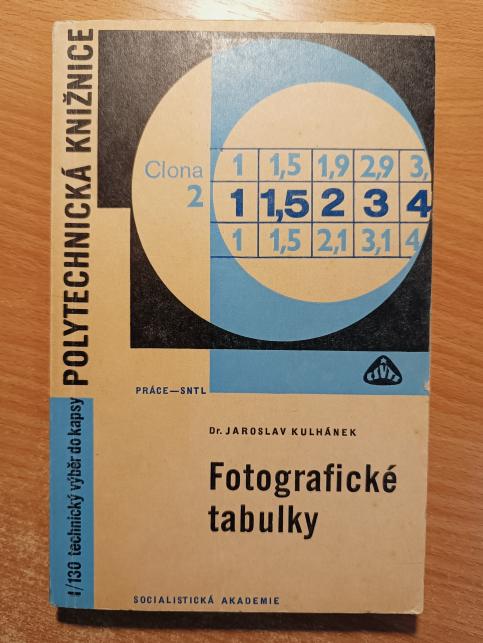 POLYTECHNICKÁ KNIŽNICE
I/130 technický výběr do kapsy
1 1,5 1,9 2,9 3,
Clona 2
1 1,5 2 3 4
1 1,5 2,1 3,1 4
PRÁCE—SNTL
Dr. JAROSLAV KULHÁNEK
Fotografické
tabulky
SOCIALISTICKÁ AKADEMIE